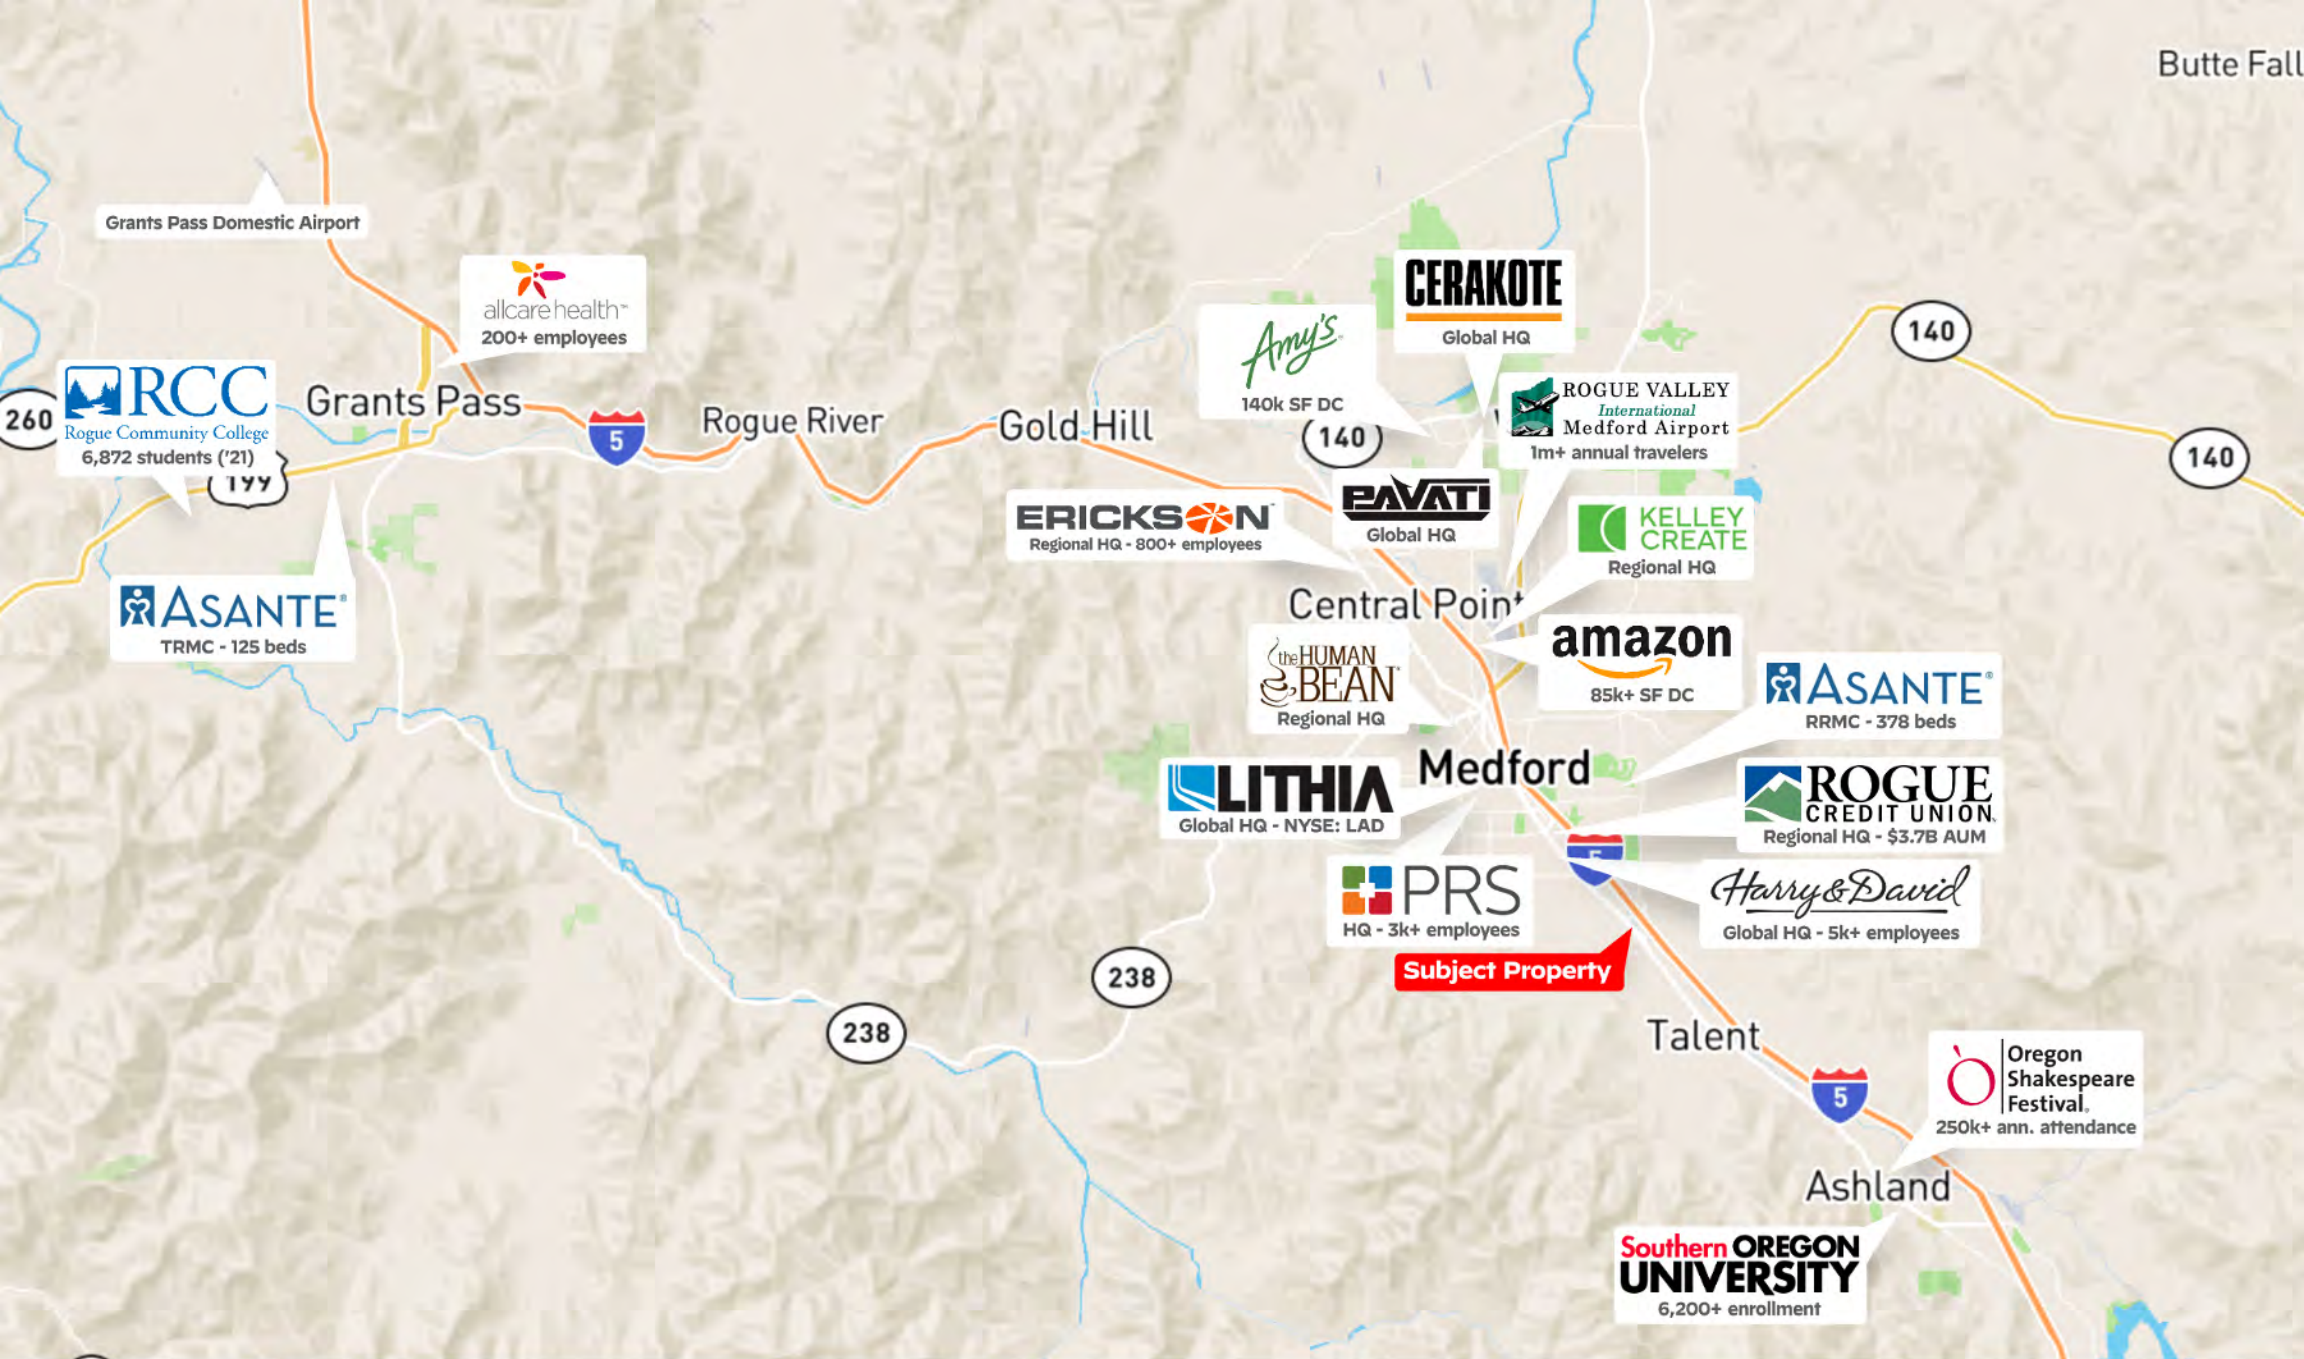 Butte Fall
Grants Pass Domestic Airport
allcare health™
200+ employees
CERAKOTE
Global HQ
Amy's
140k SF DC
140
140
140
260
RCC
Rogue Community College
6,872 students ('21)
199
Grants Pass
5
Rogue River
Gold Hill
ROGUE VALLEY
International
Medford Airport
1m+ annual travelers
ERICKSON
Regional HQ - 800+ employees
PAVATI
Global HQ
KELLEY
CREATE
Regional HQ
ASANTE®
TRMC - 125 beds
Central Point
the HUMAN
BEAN
Regional HQ
amazon
85k+ SF DC
ASANTE®
RRMC - 378 beds
Medford
LITHIA
Global HQ - NYSE: LAD
ROGUE
CREDIT UNION
Regional HQ - $3.7B AUM
5
PRS
HQ - 3k+ employees
Harry & David
Global HQ - 5k+ employees
Subject Property
238
238
Talent
5
Oregon
Shakespeare
Festival
250k+ ann. attendance
Ashland
Southern OREGON
UNIVERSITY
6,200+ enrollment